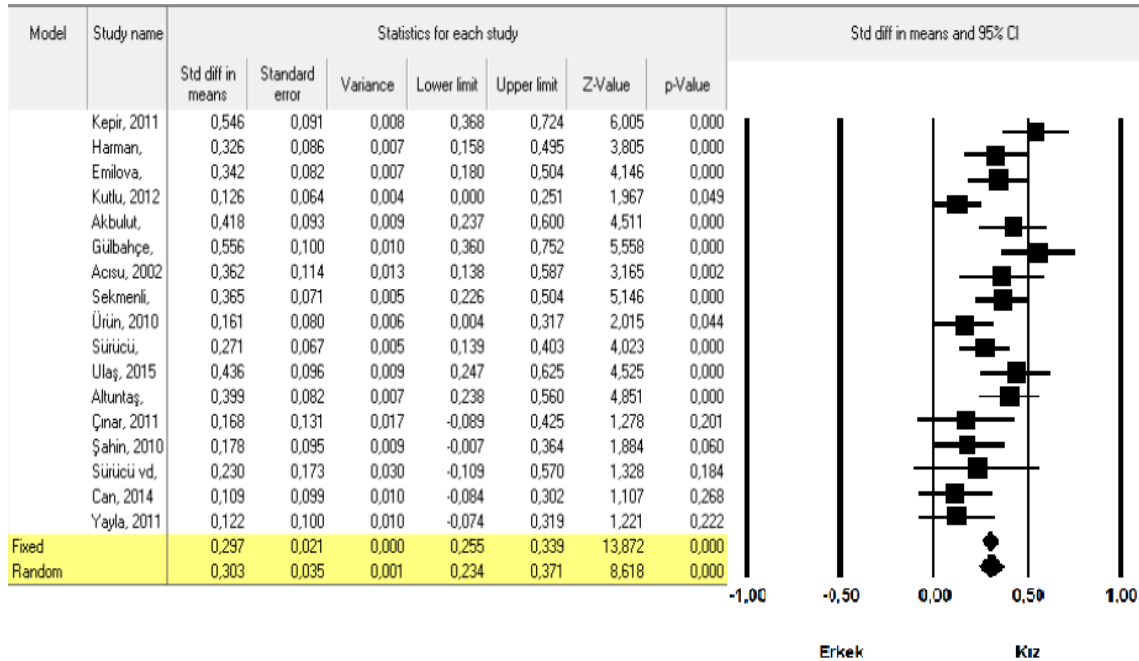 Model Study name Statistics for each study Std diff in means and 95% CI
Std diff in means Standard error Variance Lower limit Upper limit Z-Value p-Value
Kepir, 2011 0,546 0,091 0,008 0,368 0,724 6,005 0,000
Harman, 0,326 0,086 0,007 0,158 0,495 3,805 0,000
Emilova, 0,342 0,082 0,007 0,180 0,504 4,146 0,000
Kutlu, 2012 0,126 0,064 0,004 0,000 0,251 1,967 0,049
Akbulut, 0,418 0,093 0,009 0,237 0,600 4,511 0,000
Gülbahçe, 0,556 0,100 0,010 0,360 0,752 5,558 0,000
Acısu, 2002 0,362 0,114 0,013 0,138 0,587 3,165 0,002
Sekmenli, 0,365 0,071 0,005 0,226 0,504 5,146 0,000
Ürün, 2010 0,161 0,080 0,006 0,004 0,317 2,015 0,044
Sürücü, 0,271 0,067 0,005 0,139 0,403 4,023 0,000
Ulaş, 2015 0,436 0,096 0,009 0,247 0,625 4,525 0,000
Altuntaş, 0,399 0,082 0,007 0,238 0,560 4,851 0,000
Çınar, 2011 0,168 0,131 0,017 -0,089 0,425 1,278 0,201
Şahin, 2010 0,178 0,095 0,009 -0,007 0,364 1,884 0,060
Sürücü vd, 0,230 0,173 0,030 -0,109 0,570 1,328 0,184
Can, 2014 0,109 0,099 0,010 -0,084 0,302 1,107 0,268
Yayla, 2011 0,122 0,100 0,010 -0,074 0,319 1,221 0,222
Fixed 0,297 0,021 0,000 0,255 0,339 13,872 0,000
Random 0,303 0,035 0,001 0,234 0,371 8,618 0,000
-1,00 -0,50 0,00 0,50 1,00
Erkek Kız